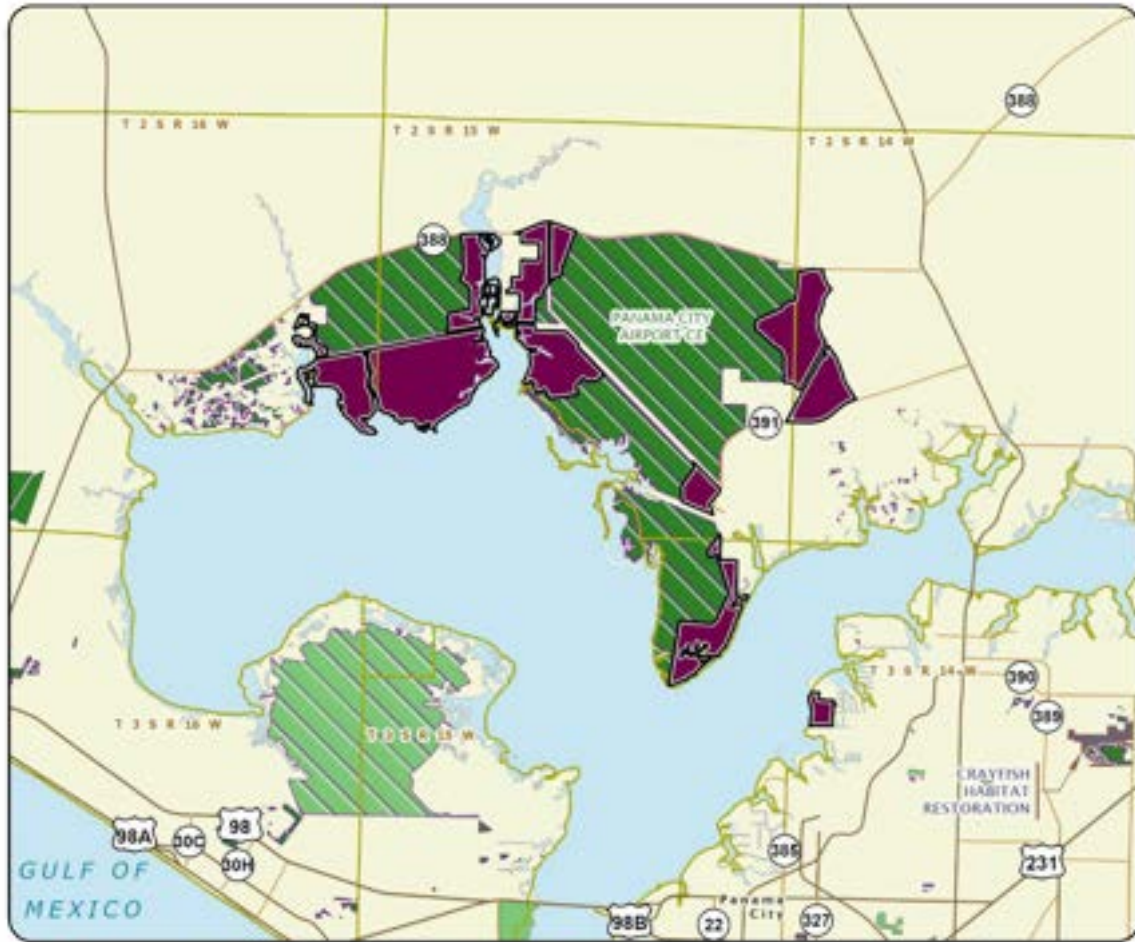 388
T 2 S R 16 W
T 2 S R 15 W
T 2 S R 14 W
388
PANAMA CITY
AIRPORT CE
391
T 3 S R 14 W
390
389
T 3 S R 16 W
T 3 S R 15 W
CRAYFISH
HABITAT
RESTORATION
98A
30C
98
30H
385
231
GULF OF
MEXICO
98B
22
Panama
City
327